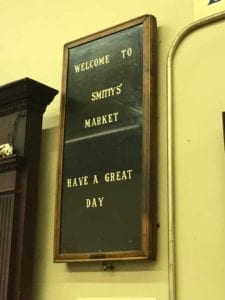 WELCOME TO
SMITTYS'
MARKET
HAVE A GREAT
DAY